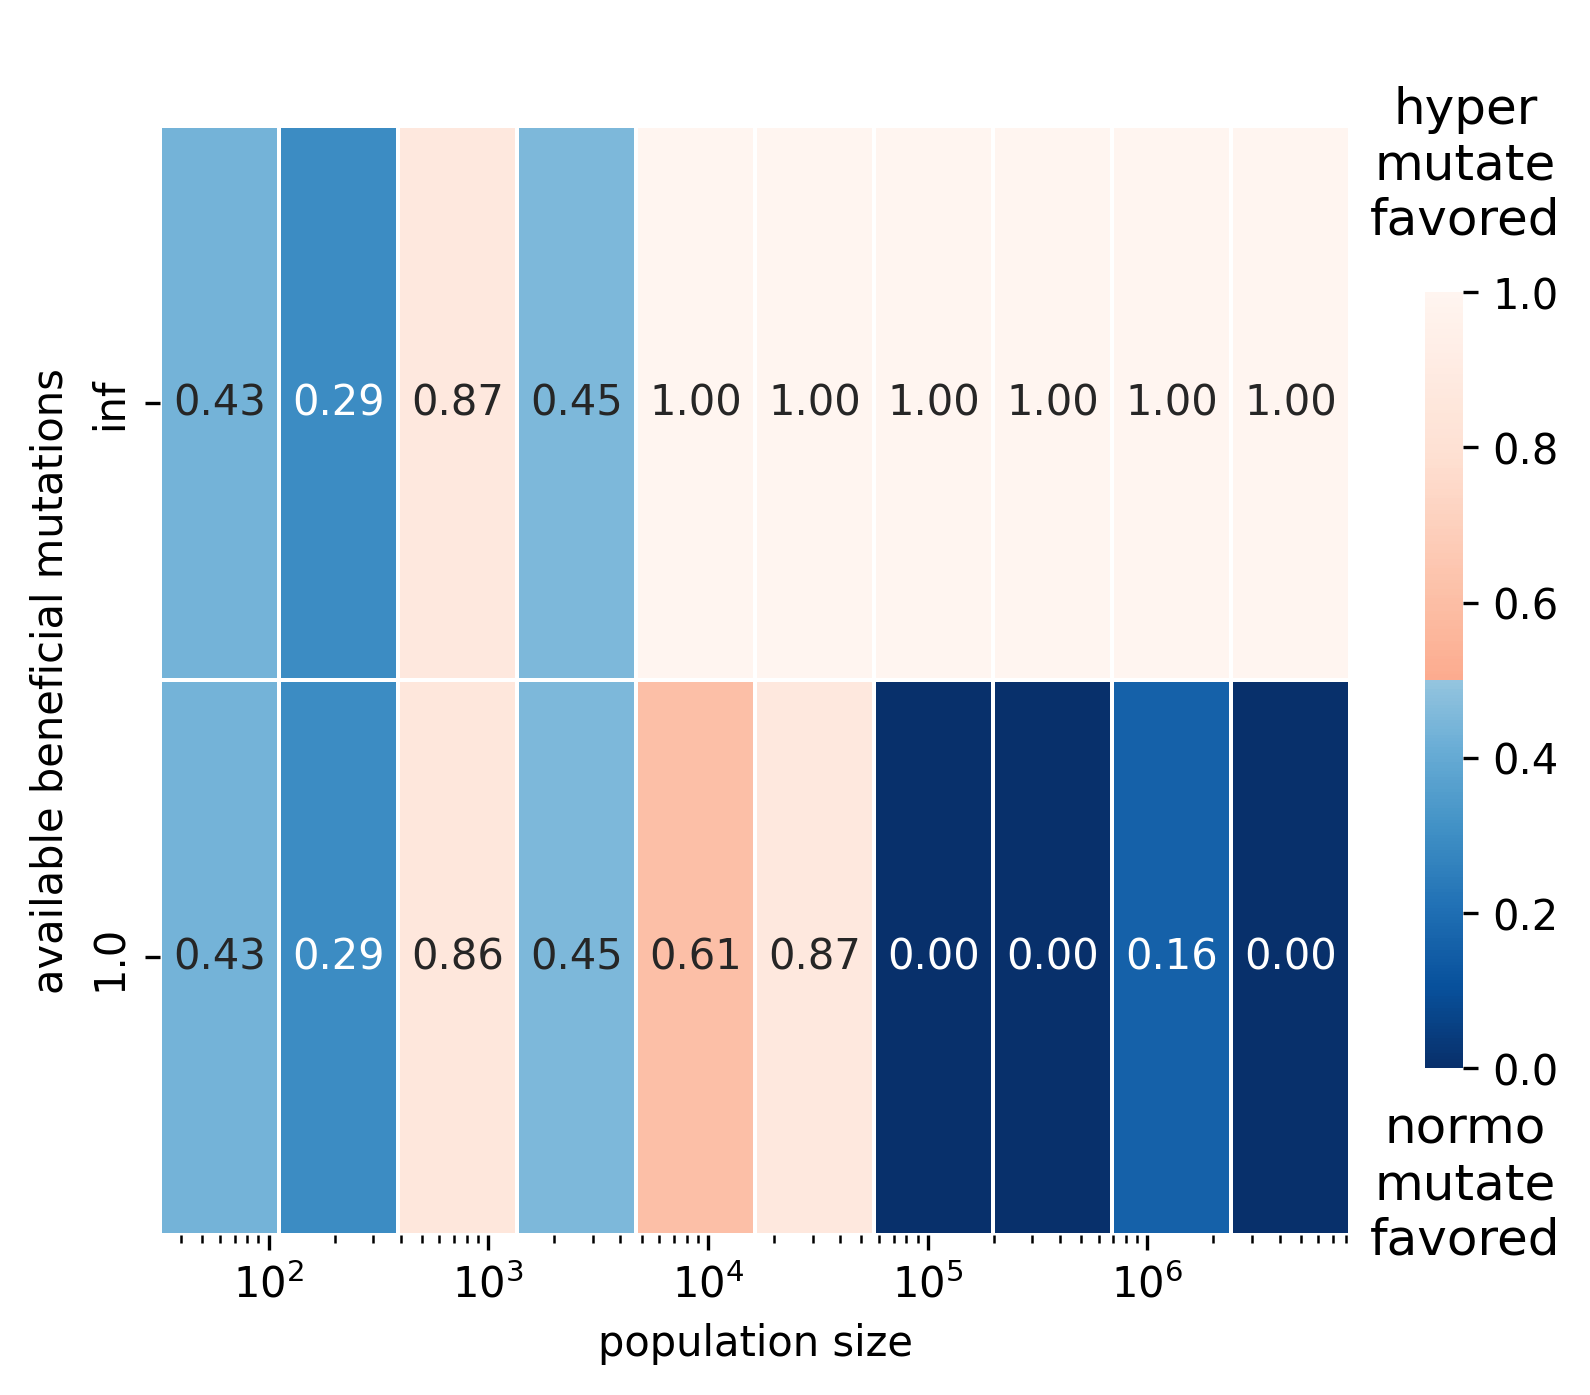 hyper
mutate
favored
available beneficial mutations
inf
0.43 0.29 0.87 0.45 1.00 1.00 1.00 1.00 1.00 1.00
1.0
0.43 0.29 0.86 0.45 0.61 0.87 0.00 0.00 0.16 0.00
1.0
0.8
0.6
0.4
0.2
0.0
normo
mutate
favored
10² 10³ 10⁴ 10⁵ 10⁶
population size